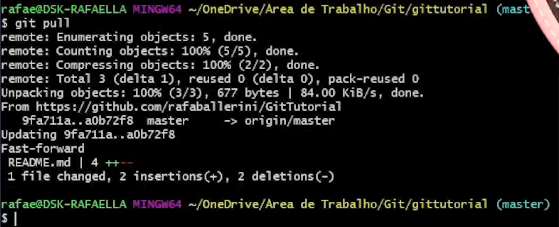 rafae@DSK-RAFAELLA MINGW64 ~/OneDrive/Área de Trabalho/Git/gittutorial (mast
$ git pull
remote: Enumerating objects: 5, done.
remote: Counting objects: 100% (5/5), done.
remote: Compressing objects: 100% (2/2), done.
remote: Total 3 (delta 1), reused 0 (delta 0), pack-reused 0
Unpacking objects: 100% (3/3), 677 bytes | 84.00 KiB/s, done.
From https://github.com/rafaballerini/GitTutorial
   9fa711a..a0b72f8  master     -> origin/master
Updating 9fa711a..a0b72f8
Fast-forward
 README.md | 4 ++--
 1 file changed, 2 insertions(+), 2 deletions(-)
rafae@DSK-RAFAELLA MINGW64 ~/OneDrive/Área de Trabalho/Git/gittutorial (master)
$